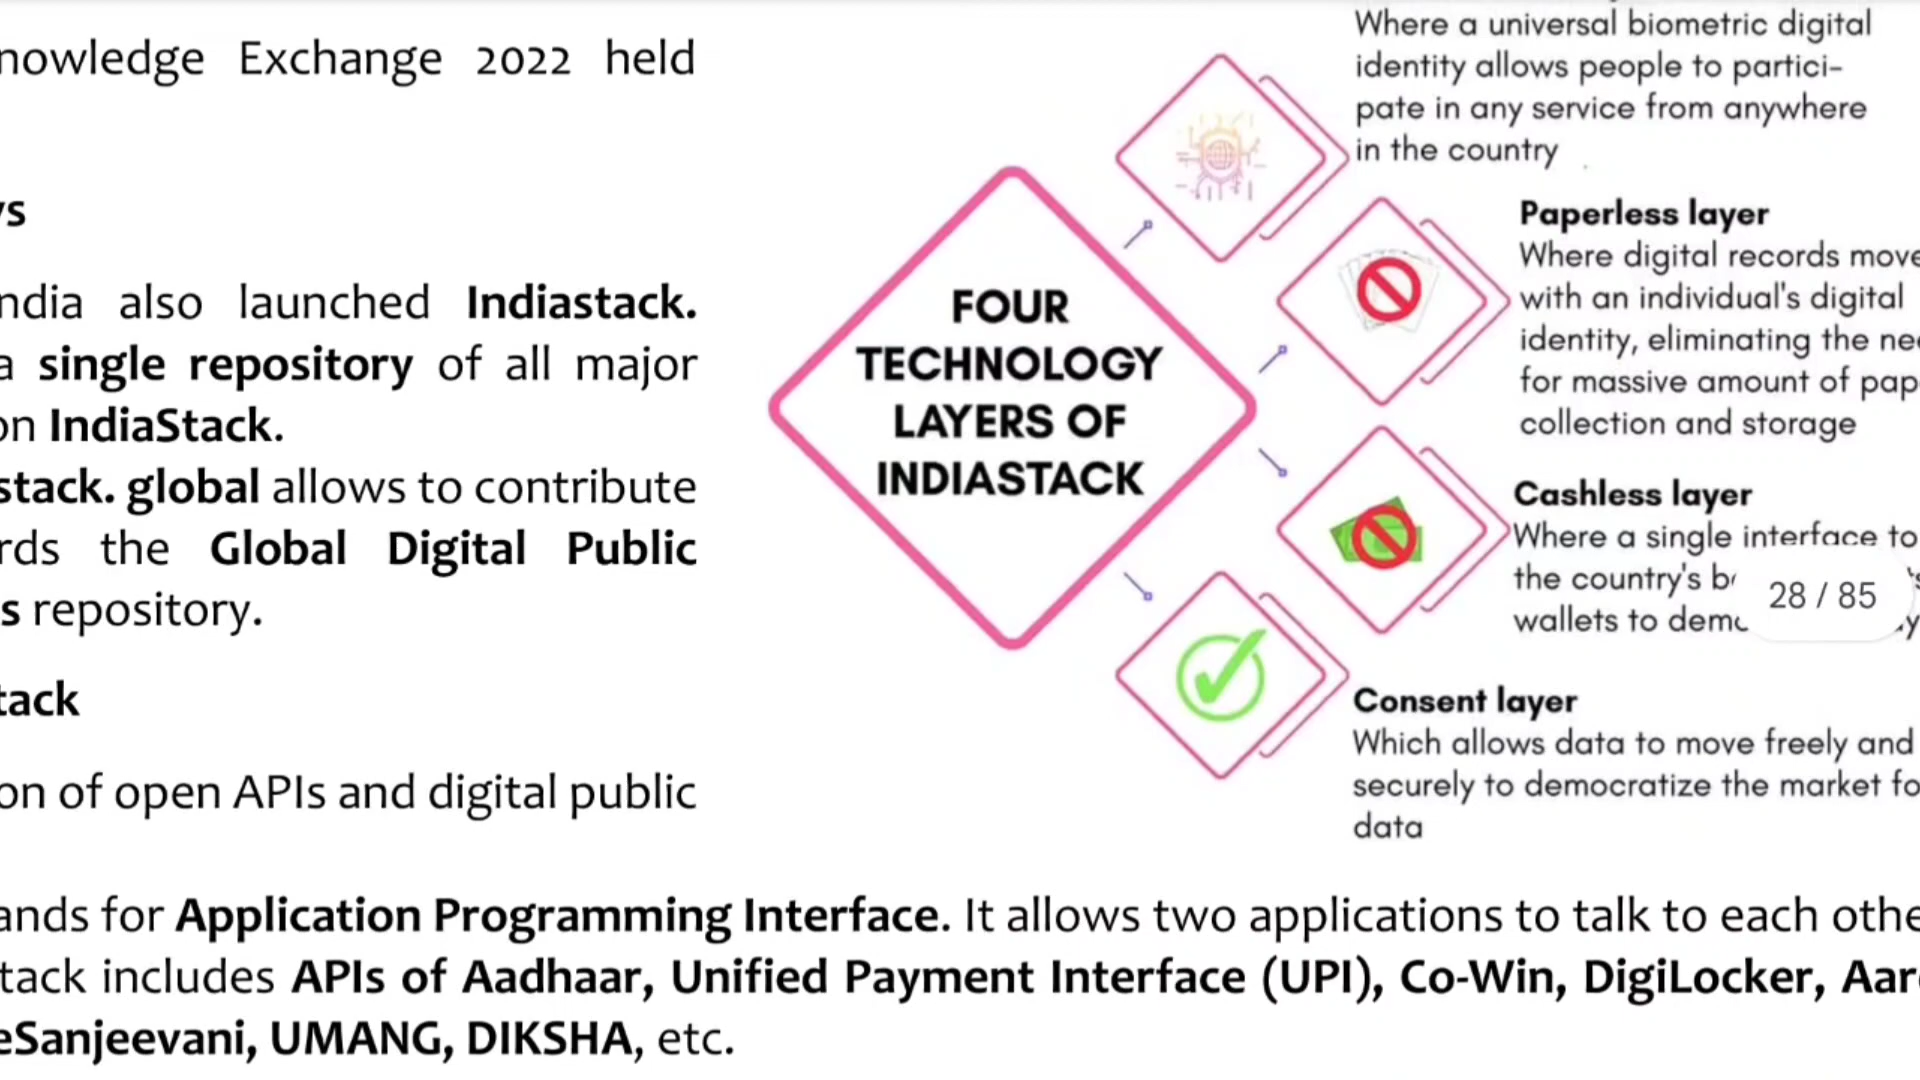 nowledge Exchange 2022 held
ndia also launched Indiastack.
a single repository of all major
on IndiaStack.
stack. global allows to contribute
rds the Global Digital Public
s repository.
tack
on of open APIs and digital public
FOUR
TECHNOLOGY
LAYERS OF
INDIASTACK
Where a universal biometric digital
identity allows people to partici-
pate in any service from anywhere
in the country
Paperless layer
Where digital records move
with an individual's digital
identity, eliminating the nee
for massive amount of pap
collection and storage
Cashless layer
Where a single interface to
the country's b
wallets to dem
28 / 85
Consent layer
Which allows data to move freely and
securely to democratize the market fo
data
ands for Application Programming Interface. It allows two applications to talk to each othe
tack includes APIs of Aadhaar, Unified Payment Interface (UPI), Co-Win, DigiLocker, Aar
eSanjeevani, UMANG, DIKSHA, etc.